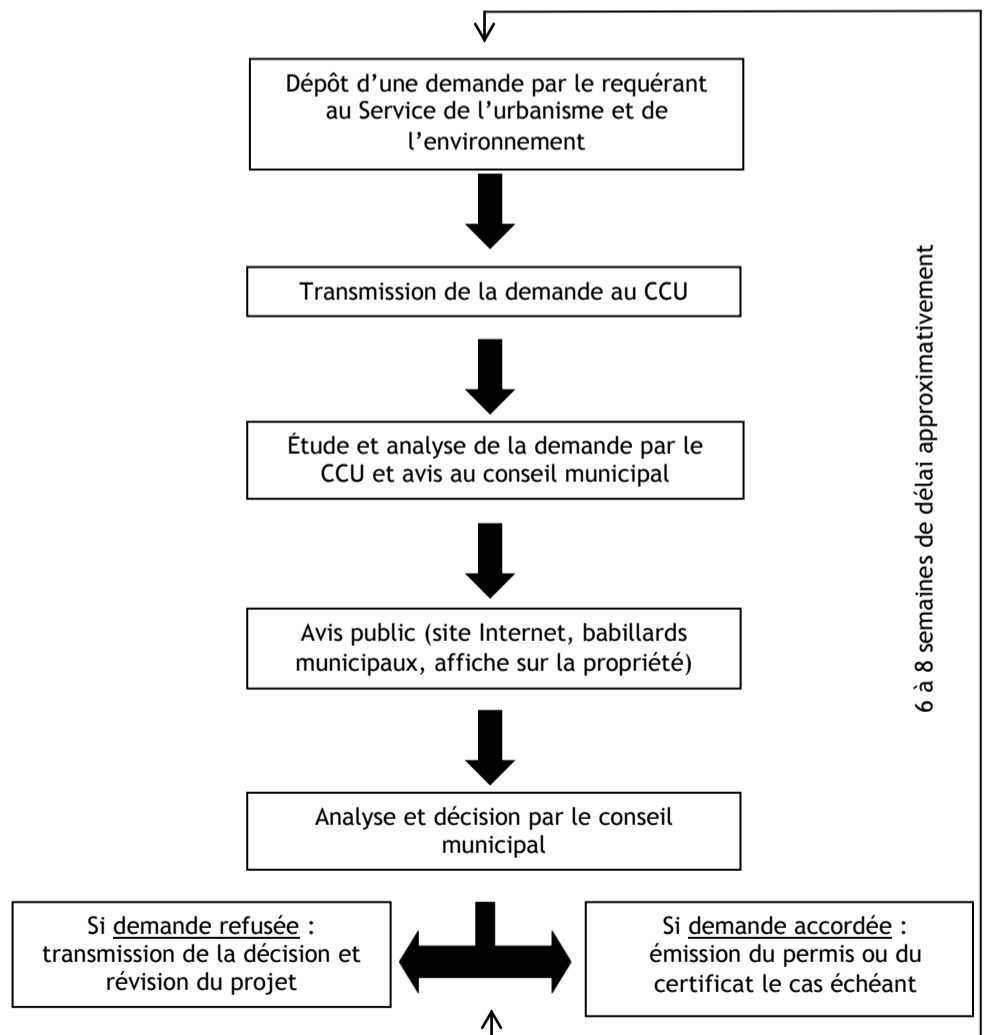 Dépôt d’une demande par le requérant
au Service de l’urbanisme et de
l’environnement
Transmission de la demande au CCU
Étude et analyse de la demande par le
CCU et avis au conseil municipal
Avis public (site Internet, babillards
municipaux, affiche sur la propriété)
Analyse et décision par le conseil
municipal
Si demande refusée :
transmission de la décision et
révision du projet
Si demande accordée :
émission du permis ou du
certificat le cas échéant
6 à 8 semaines de délai approximativement